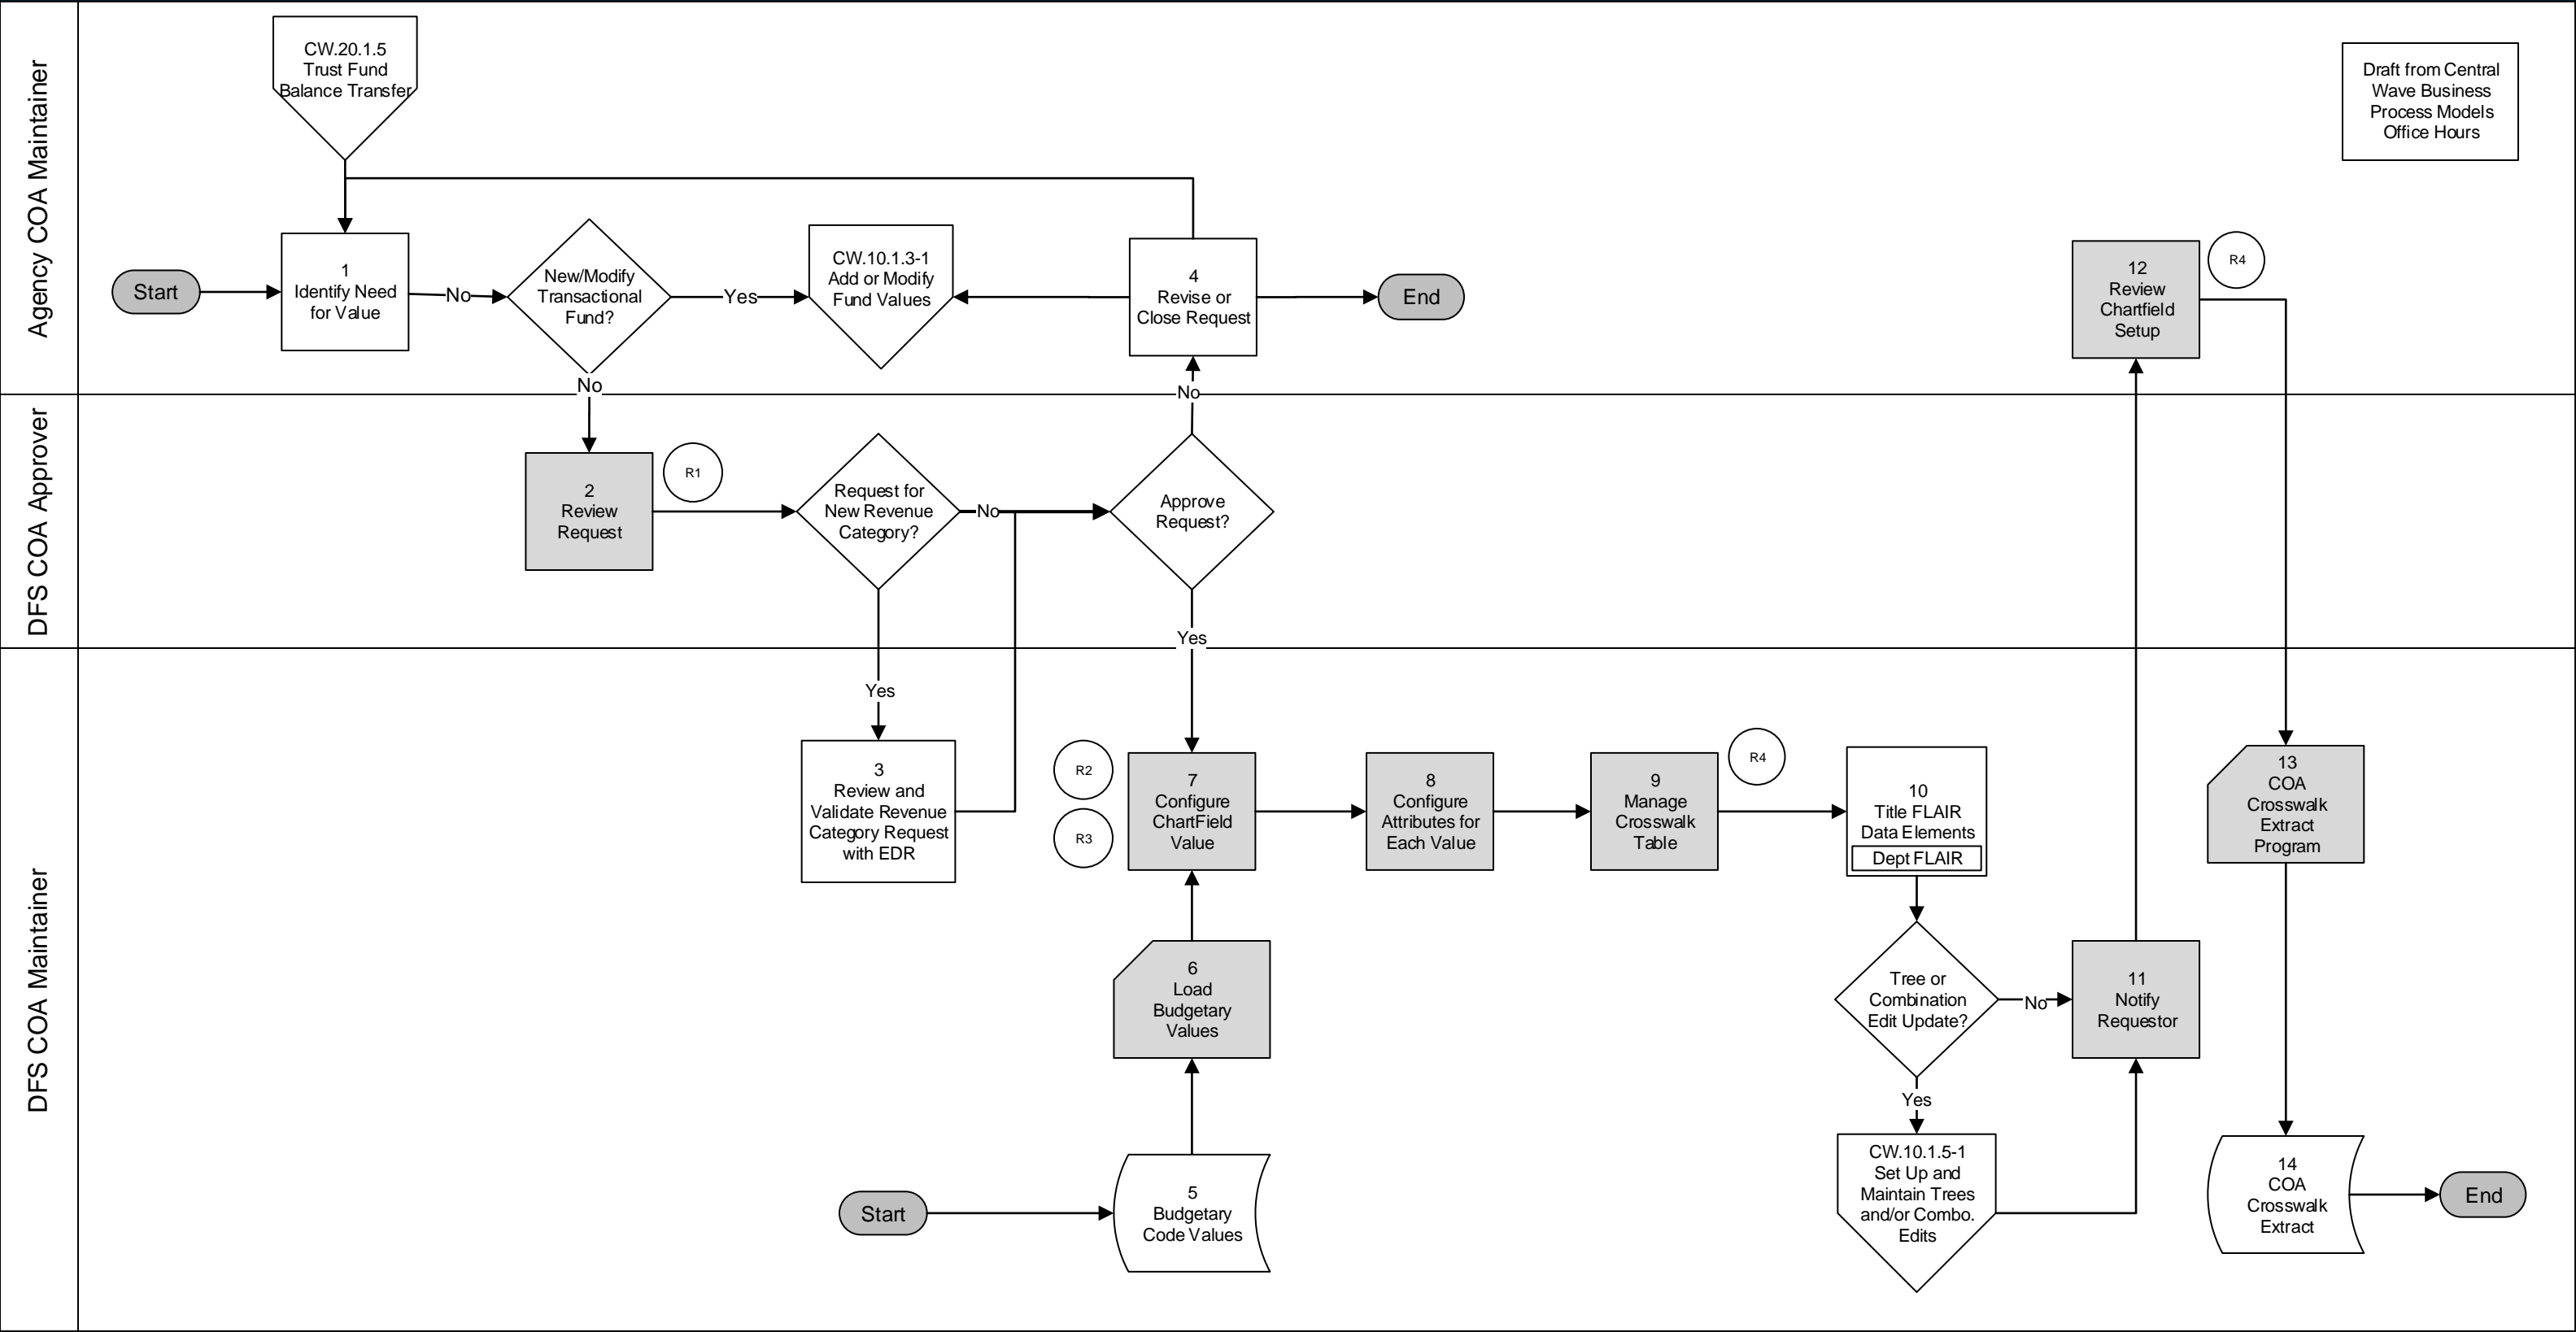 Agency COA Maintainer
CW.20.1.5
Trust Fund
Balance Transfer
Draft from Central
Wave Business
Process Models
Office Hours
Start
1
Identify Need
for Value
No
New/Modify
Transactional
Fund?
Yes
CW.10.1.3-1
Add or Modify
Fund Values
4
Revise or
Close Request
End
12
Review
Chartfield
Setup
R4
No
No
DFS COA Approver
2
Review
Request
R1
Request for
New Revenue
Category?
No
Approve
Request?
Yes
DFS COA Maintainer
Yes
3
Review and
Validate Revenue
Category Request
with EDR
R2
R3
7
Configure
ChartField
Value
8
Configure
Attributes for
Each Value
9
Manage
Crosswalk
Table
R4
10
Title FLAIR
Data Elements
Dept FLAIR
13
COA
Crosswalk
Extract
Program
6
Load
Budgetary
Values
Tree or
Combination
Edit Update?
No
11
Notify
Requestor
Yes
Start
5
Budgetary
Code Values
CW.10.1.5-1
Set Up and
Maintain Trees
and/or Combo.
Edits
14
COA
Crosswalk
Extract
End